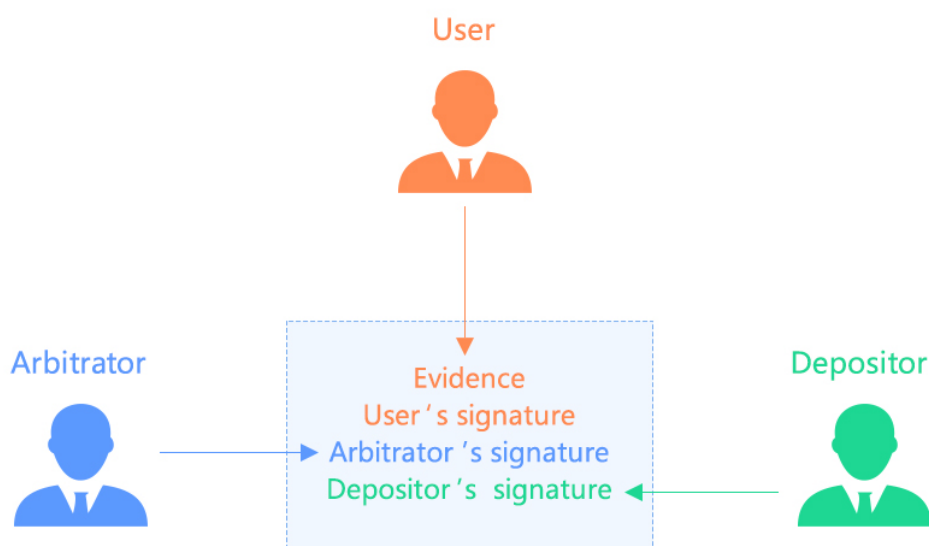 User
Arbitrator
Depositor
Evidence
User‘s signature
Arbitrator ‘s signature
Depositor‘s signature